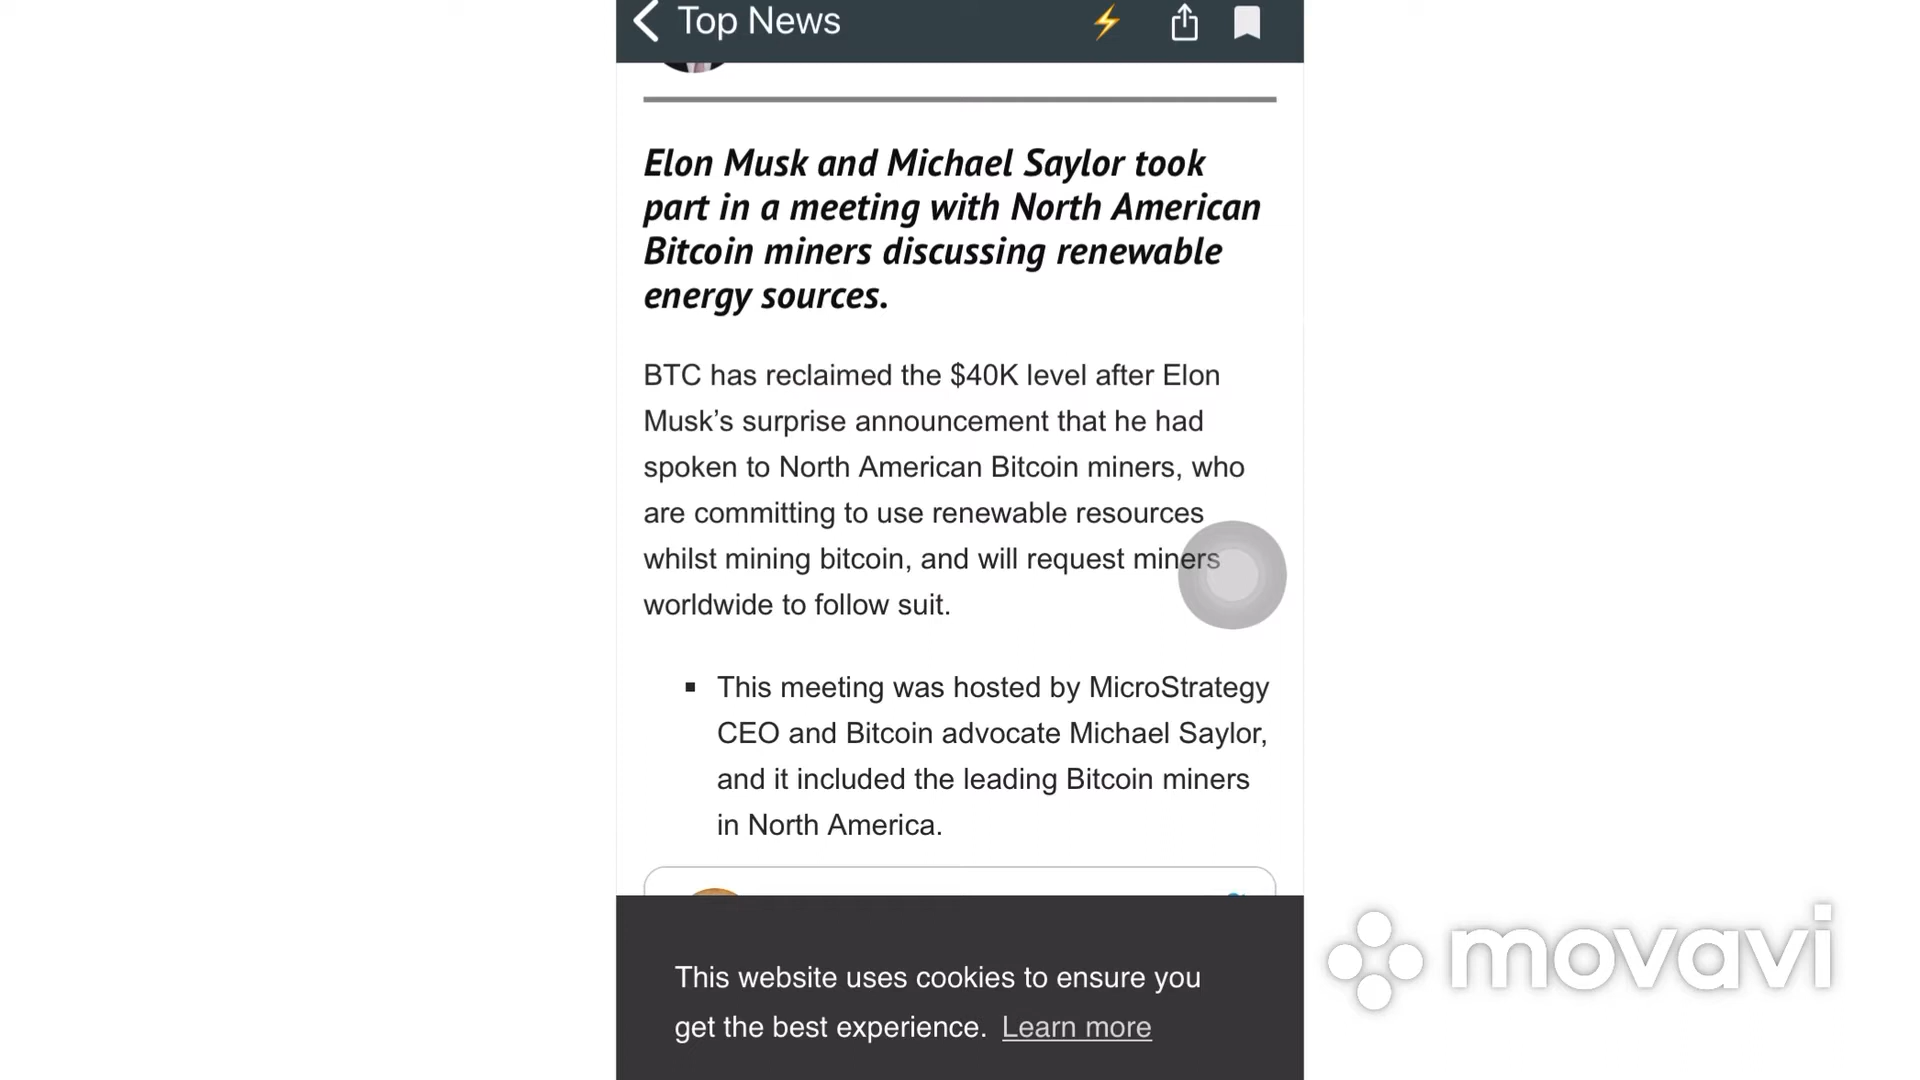 Top News
Elon Musk and Michael Saylor took
part in a meeting with North American
Bitcoin miners discussing renewable
energy sources.
BTC has reclaimed the $40K level after Elon
Musk’s surprise announcement that he had
spoken to North American Bitcoin miners, who
are committing to use renewable resources
whilst mining bitcoin, and will request miners
worldwide to follow suit.
▪ This meeting was hosted by MicroStrategy
CEO and Bitcoin advocate Michael Saylor,
and it included the leading Bitcoin miners
in North America.
This website uses cookies to ensure you
get the best experience. Learn more
movavi